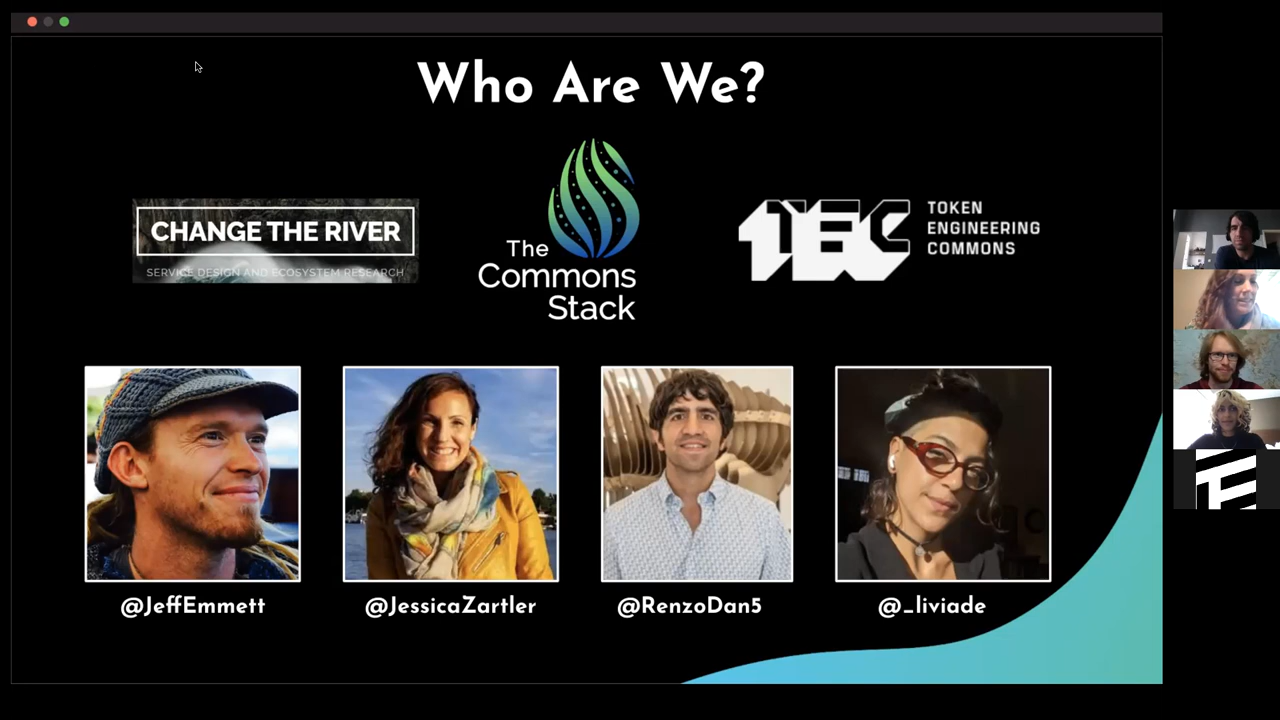 Who Are We?
CHANGE THE RIVER
SERVICE DESIGN AND ECOSYSTEM RESEARCH
The
Commons
Stack
TEC
TOKEN
ENGINEERING
COMMONS
@JeffEmmett
@JessicaZartler
@RenzoDan5
@_liviade